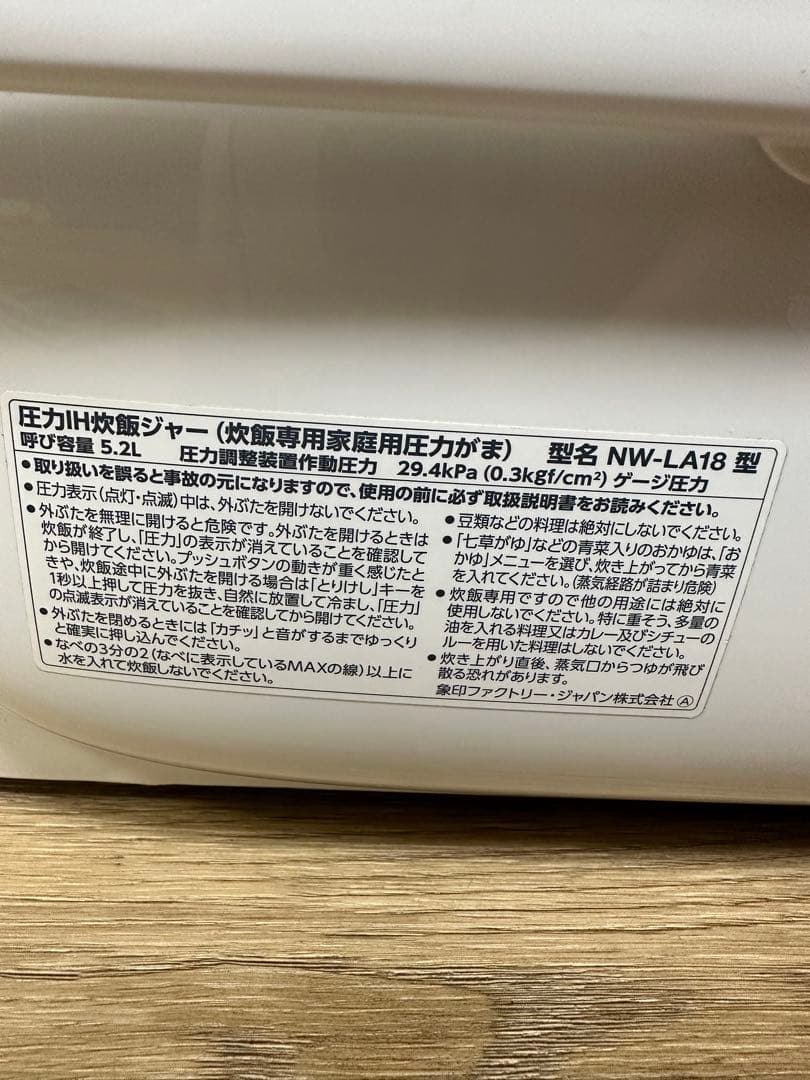 圧力IH炊飯ジャー（炊飯専用家庭用圧力がま） 型名 NW-LA18 型
呼び容量 5.2L 圧力調整装置作動圧力 29.4kPa (0.3kgf/cm²) ゲージ圧力
●取り扱いを誤ると事故の元になりますので、使用の前に必ず取扱説明書をお読みください。
●圧力表示（点灯・点滅）中は、外ぶたを開けないでください。
●外ぶたを無理に開けると危険です。外ぶたを開けるときは
炊飯が終了し、「圧力」の表示が消えていることを確認して
から開けてください。プッシュボタンの動きが重く感じたと
きや、炊飯途中に外ぶたを開ける場合は「とりけし」キーを
1秒以上押して圧力を抜き、自然に放置して冷まし、「圧力」
の点滅表示が消えていることを確認してから開けてください。
●外ぶたを閉めるときには「カチッ」と音がするまでゆっくり
と確実に押し込んでください。
●なべの3分の2（なべに表示しているMAXの線）以上に
水を入れて炊飯しないでください。
●豆類などの料理は絶対にしないでください。
●「七草がゆ」などの青菜入りのおかゆは、「お
かゆ」メニューを選び、炊き上がってから青菜
を入れてください。（蒸気経路が詰まり危険）
●炊飯専用ですので他の用途には絶対に
使用しないでください。特に重そう、多量の
油を入れる料理又はカレー及びシチューの
ルーを用いた料理はしないでください。
●炊き上がり直後、蒸気口からつゆが飛び
散る恐れがあります。
象印ファクトリー・ジャパン株式会社Ⓐ